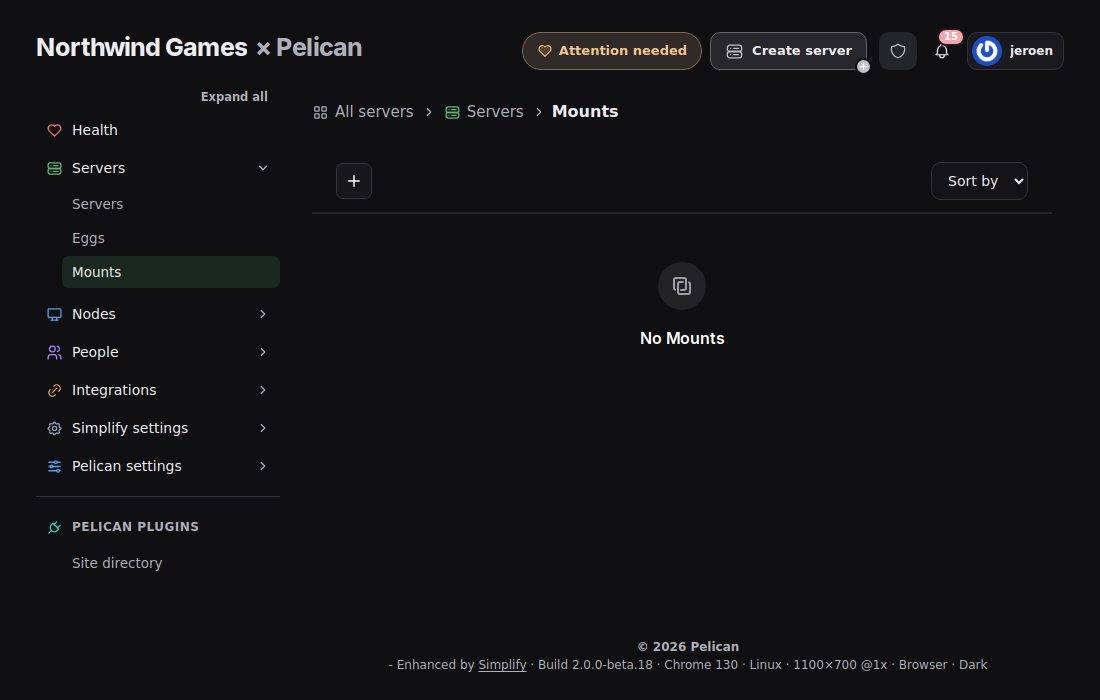 Northwind Games × Pelican
Attention needed
Create server
15
jeroen
Expand all
Health
Servers
Servers
Eggs
Mounts
Nodes
People
Integrations
Simplify settings
Pelican settings
PELICAN PLUGINS
Site directory
All servers > Servers > Mounts
Sort by
No Mounts
© 2026 Pelican
- Enhanced by Simplify · Build 2.0.0-beta.18 · Chrome 130 · Linux · 1100×700 @1x · Browser · Dark